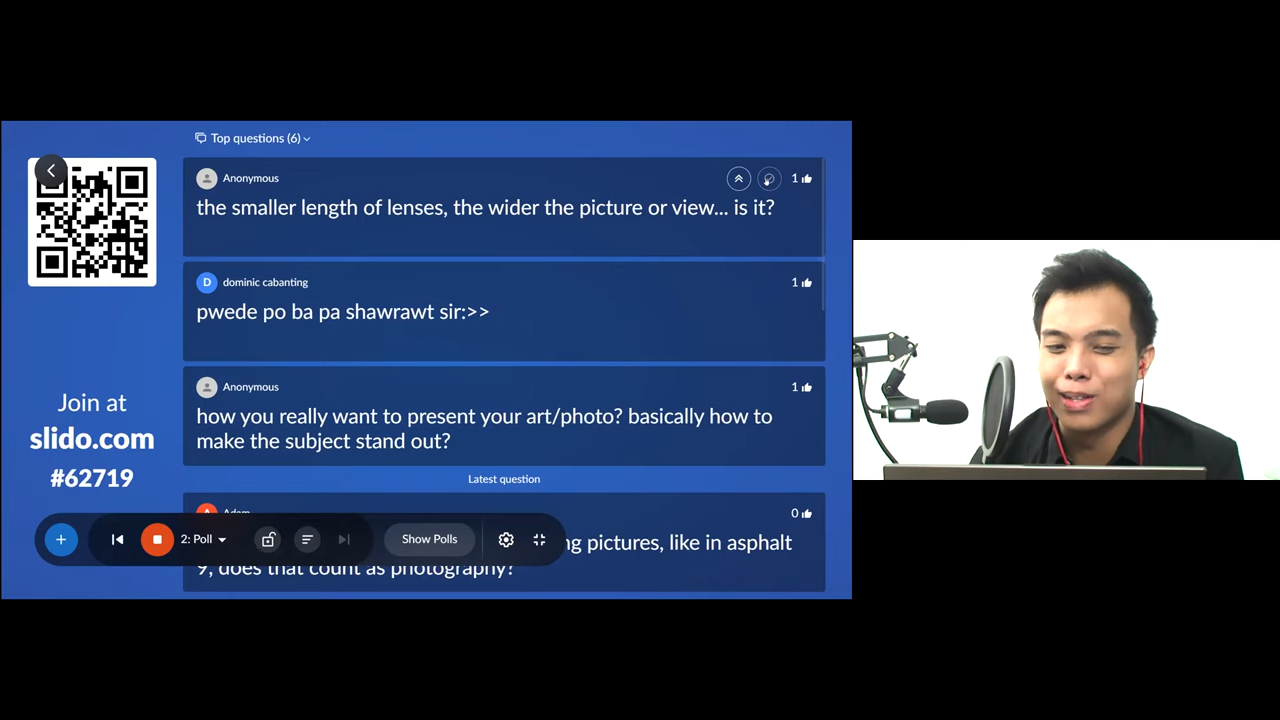 Top questions (6)
Anonymous
1
the smaller length of lenses, the wider the picture or view... is it?
D
dominic cabanting
1
pwede po ba pa shawrawt sir:>>
Anonymous
1
how you really want to present your art/photo? basically how to
make the subject stand out?
Latest question
Adam
0
pictures, like in asphalt
9, does that count as photography?
Join at
slido.com
#62719
2: Poll
Show Polls